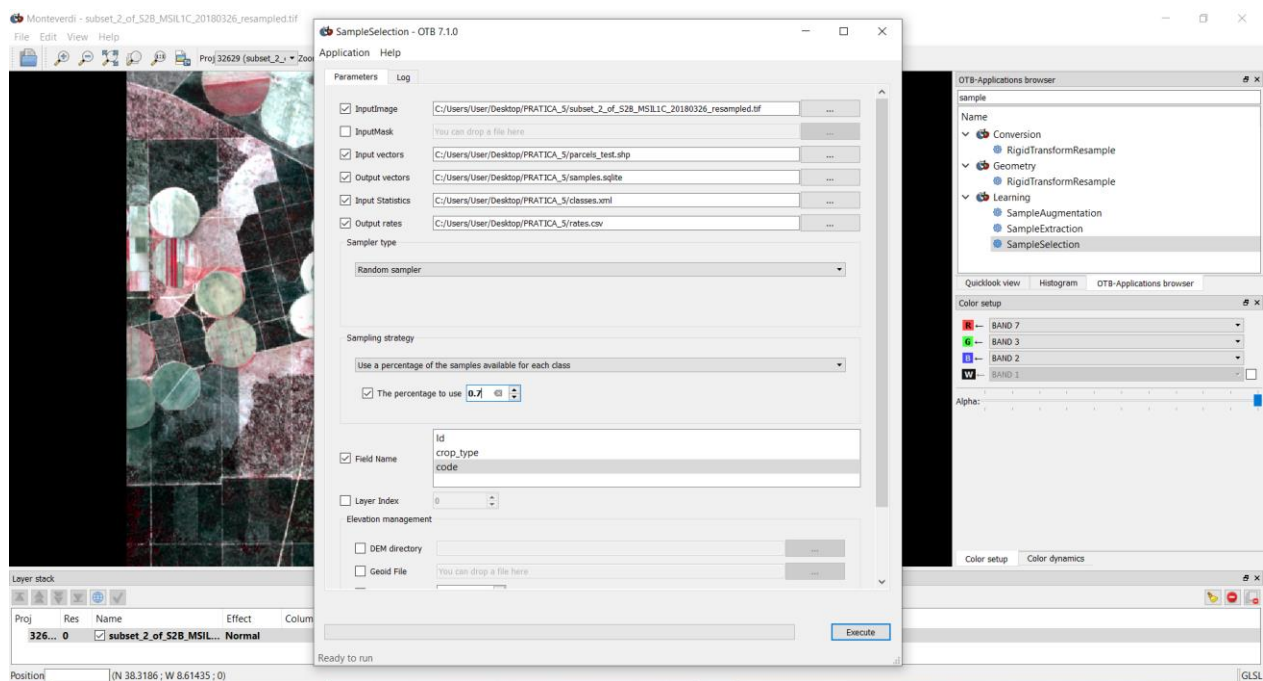 Monteverdi - subset_2_of_S2B_MSIL1C_20180326_resampled.tif
File Edit View Help
Proj 32629 (subset_2_
SampleSelection - OTB 7.1.0
Application Help
Parameters Log
InputImage C:/Users/User/Desktop/PRATICA_5/subset_2_of_S2B_MSIL1C_20180326_resampled.tif ...
InputMask You can drop a file here ...
Input vectors C:/Users/User/Desktop/PRATICA_5/parcels_test.shp ...
Output vectors C:/Users/User/Desktop/PRATICA_5/samples.sqlite ...
Input Statistics C:/Users/User/Desktop/PRATICA_5/classes.xml ...
Output rates C:/Users/User/Desktop/PRATICA_5/rates.csv ...
Sampler type
Random sampler
Sampling strategy
Use a percentage of the samples available for each class
The percentage to use 0.7
Id
Field Name crop_type
code
Layer Index 0
Elevation management
DEM directory ...
Geoid File You can drop a file here ...
Execute
Ready to run
OTB-Applications browser
sample
Name
Conversion
RigidTransformResample
Geometry
RigidTransformResample
Learning
SampleAugmentation
SampleExtraction
SampleSelection
Quicklook view Histogram OTB-Applications browser
Color setup
R BAND 7
G BAND 3
B BAND 2
W BAND 1
Alpha:
Color setup Color dynamics
Layer stack
Proj Res Name Effect Colum
326... 0 subset_2_of_S2B_MSIL... Normal
Position (N 38.3186 ; W 8.61435 ; 0) GLSL